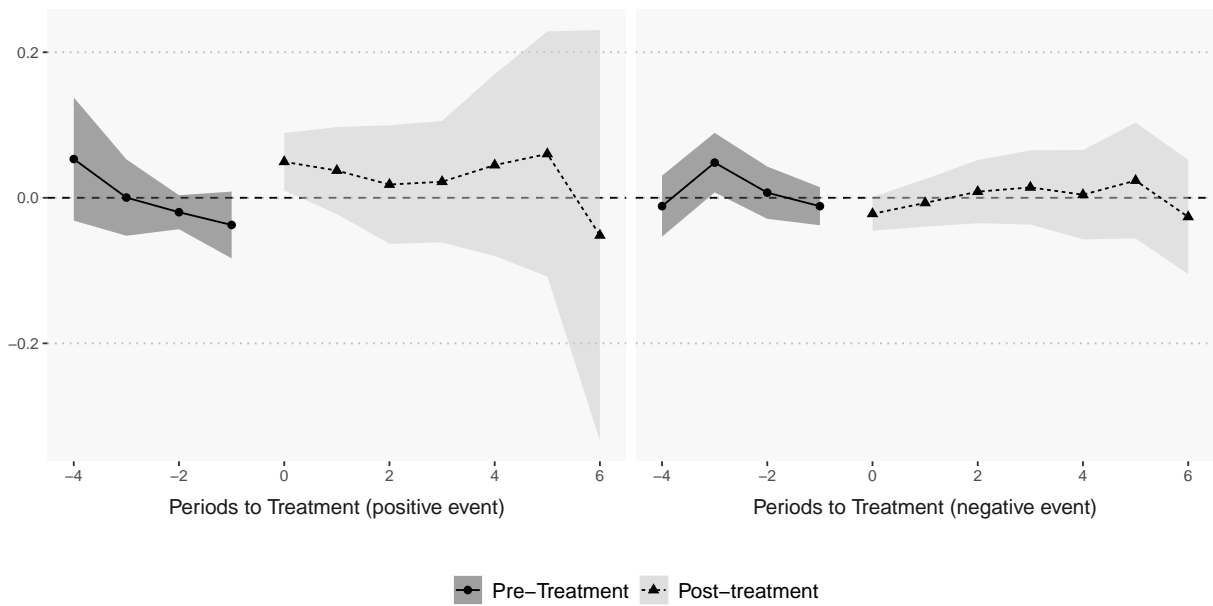 0.2
0.0
−0.2
−4 −2 0 2 4 6 −4 −2 0 2 4 6
Periods to Treatment (positive event) Periods to Treatment (negative event)
Pre−Treatment Post−treatment